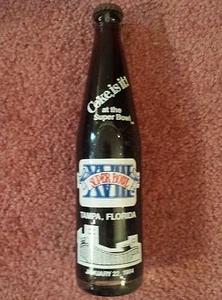 Coke is it!
at the
Super Bowl
XVIII
SUPER BOWL
TAMPA, FLORIDA
JANUARY 22, 1984